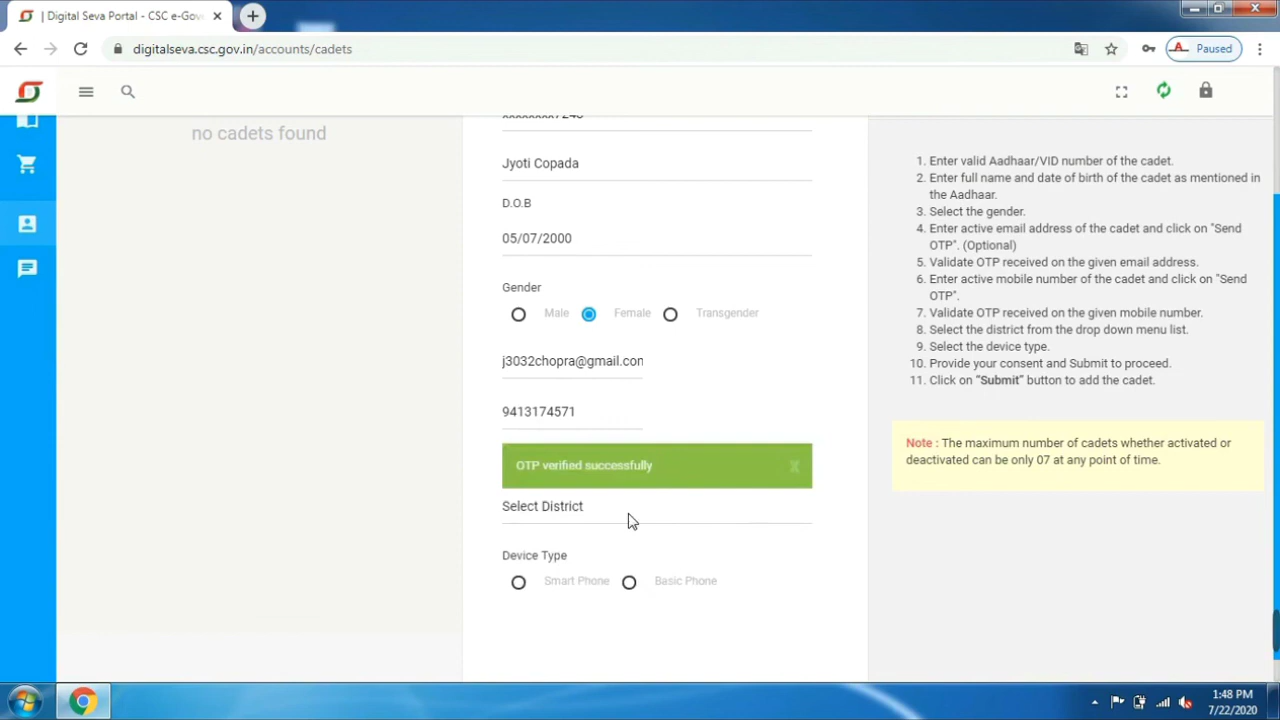 | Digital Seva Portal - CSC e-Gov
digitalseva.csc.gov.in/accounts/cadets
Paused
no cadets found
Jyoti Copada
D.O.B
05/07/2000
Gender
Male Female Transgender
j3032chopra@gmail.con
9413174571
OTP verified successfully x
Select District
Device Type
Smart Phone Basic Phone
1. Enter valid Aadhaar/VID number of the cadet.
2. Enter full name and date of birth of the cadet as mentioned in
the Aadhaar.
3. Select the gender.
4. Enter active email address of the cadet and click on "Send
OTP". (Optional)
5. Validate OTP received on the given email address.
6. Enter active mobile number of the cadet and click on "Send
OTP".
7. Validate OTP received on the given mobile number.
8. Select the district from the drop down menu list.
9. Select the device type.
10. Provide your consent and Submit to proceed.
11. Click on “Submit” button to add the cadet.
Note : The maximum number of cadets whether activated or
deactivated can be only 07 at any point of time.
1:48 PM
7/22/2020